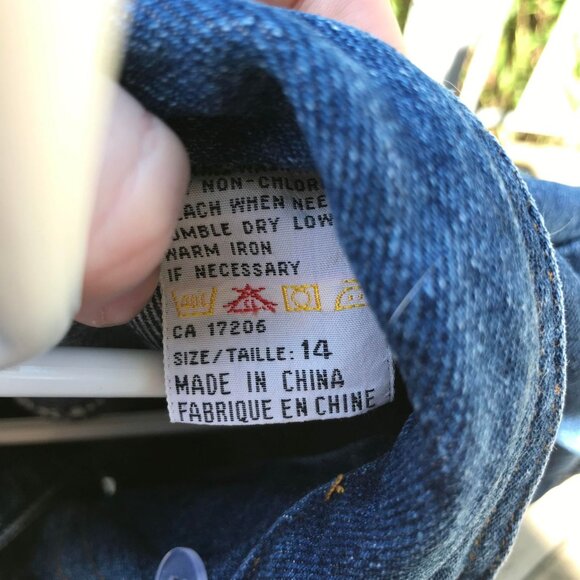 NON-CHLOR
EACH WHEN NEE
UMBLE DRY LOW
WARM IRON
IF NECESSARY
CA 17206
SIZE/TAILLE: 14
MADE IN CHINA
FABRIQUE EN CHINE